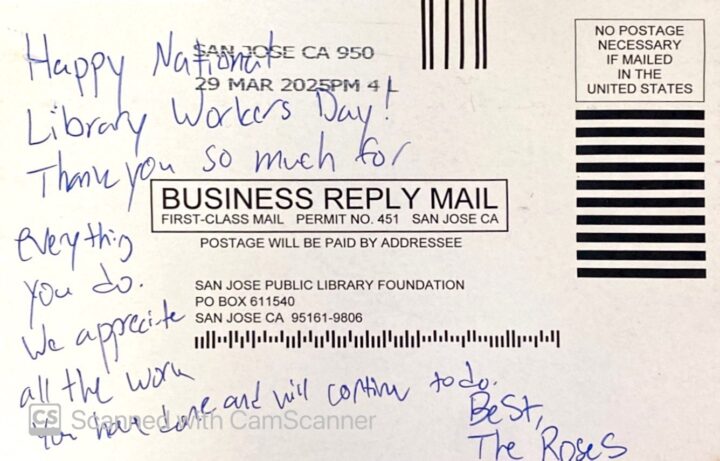 Happy National
SAN JOSE CA 950
29 MAR 2025PM 4 L
Library Workers Day!
Thank you so much for
NO POSTAGE
NECESSARY
IF MAILED
IN THE
UNITED STATES
BUSINESS REPLY MAIL
FIRST-CLASS MAIL PERMIT NO. 451 SAN JOSE CA
POSTAGE WILL BE PAID BY ADDRESSEE
everything
you do.
We apprecite
all the work
you have done and will continu to do.
SAN JOSE PUBLIC LIBRARY FOUNDATION
PO BOX 611540
SAN JOSE CA 95161-9806
Best,
The Roses
CS Scanned with CamScanner